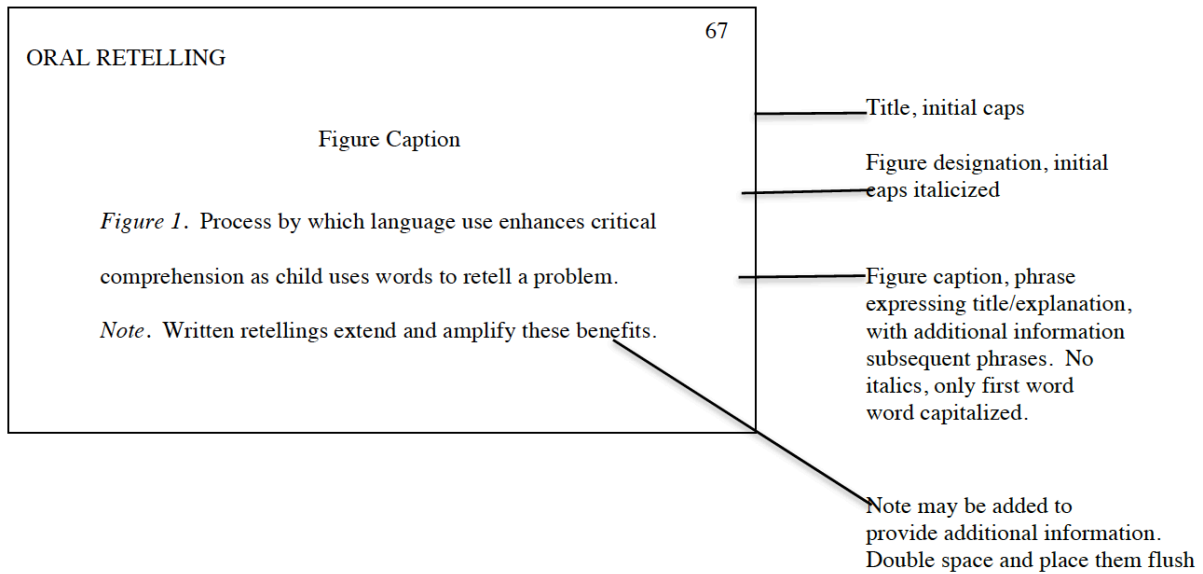 67
ORAL RETELLING
Figure Caption
Figure 1. Process by which language use enhances critical
comprehension as child uses words to retell a problem.
Note. Written retellings extend and amplify these benefits.
Title, initial caps
Figure designation, initial
caps italicized
Figure caption, phrase
expressing title/explanation,
with additional information
subsequent phrases. No
italics, only first word
word capitalized.
Note may be added to
provide additional information.
Double space and place them flush